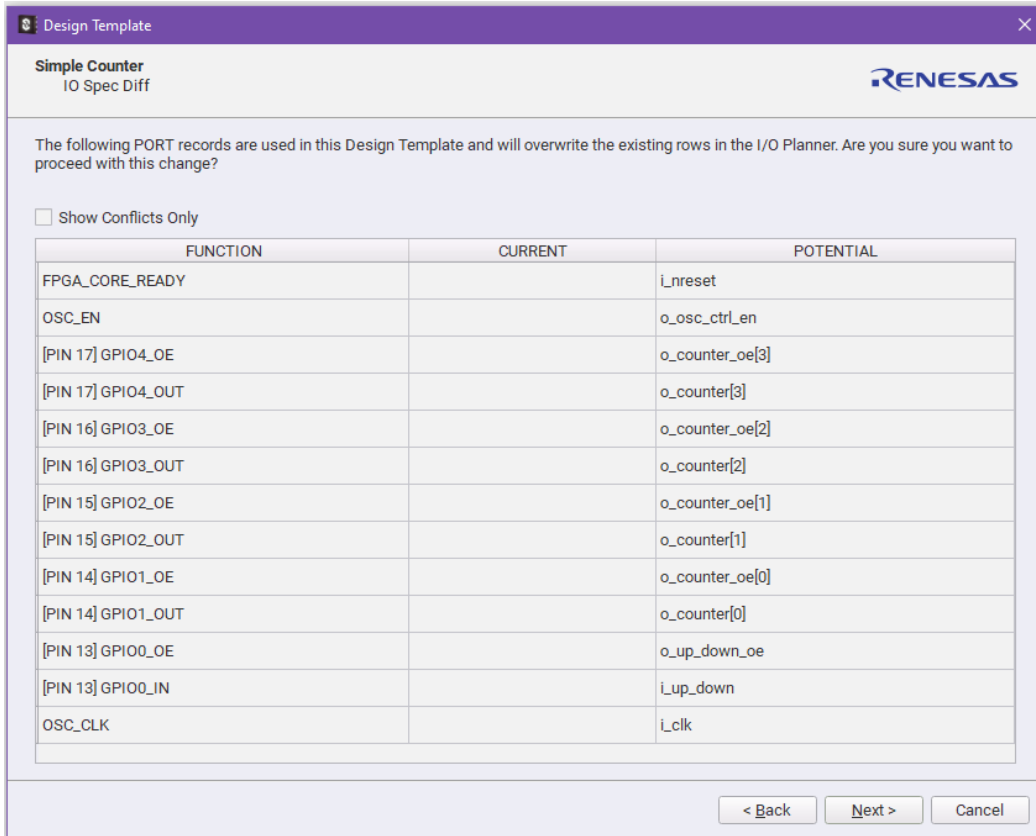 Design Template
Simple Counter
IO Spec Diff
RENESAS
The following PORT records are used in this Design Template and will overwrite the existing rows in the I/O Planner. Are you sure you want to
proceed with this change?
Show Conflicts Only
FUNCTION CURRENT POTENTIAL
FPGA_CORE_READY i_nreset
OSC_EN o_osc_ctrl_en
[PIN 17] GPIO4_OE o_counter_oe[3]
[PIN 17] GPIO4_OUT o_counter[3]
[PIN 16] GPIO3_OE o_counter_oe[2]
[PIN 16] GPIO3_OUT o_counter[2]
[PIN 15] GPIO2_OE o_counter_oe[1]
[PIN 15] GPIO2_OUT o_counter[1]
[PIN 14] GPIO1_OE o_counter_oe[0]
[PIN 14] GPIO1_OUT o_counter[0]
[PIN 13] GPIO0_OE o_up_down_oe
[PIN 13] GPIO0_IN i_up_down
OSC_CLK i_clk
< Back Next > Cancel